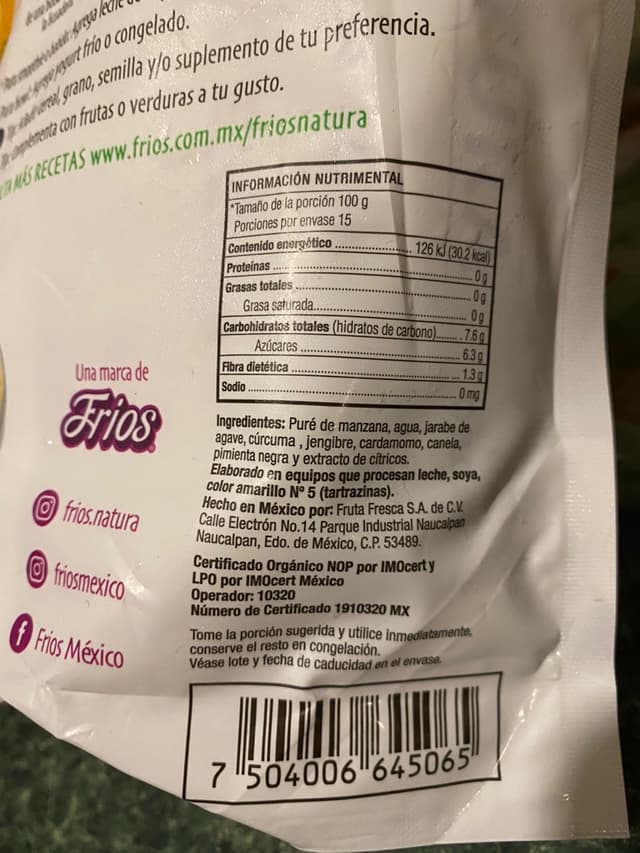 Agrega leche
Agrega yogurt frío o congelado.
cereal, grano, semilla y/o suplemento de tu preferencia.
con frutas o verduras a tu gusto.
MÁS RECETAS www.frios.com.mx/friosnatura
INFORMACIÓN NUTRIMENTAL
*Tamaño de la porción 100 g
Porciones por envase 15
Contenido energético ................ 126 kJ (30.2 kcal)
Proteínas ................ 0 g
Grasas totales ................ 0 g
Grasa saturada ................ 0 g
Carbohidratos totales (hidratos de carbono) ........ 7.6 g
Azúcares ................ 6.3 g
Fibra dietética ................ 1.3 g
Sodio ................ 0 mg
Una marca de
Frios
frios.natura
friosmexico
Frios México
Ingredientes: Puré de manzana, agua, jarabe de
agave, cúrcuma , jengibre, cardamomo, canela,
pimienta negra y extracto de cítricos.
Elaborado en equipos que procesan leche, soya,
color amarillo N° 5 (tartrazinas).
Hecho en México por: Fruta Fresca S.A. de C.V.
Calle Electrón No.14 Parque Industrial Naucalpan
Naucalpan, Edo. de México, C.P. 53489.
Certificado Orgánico NOP por IMOcert y
LPO por IMOcert México
Operador: 10320
Número de Certificado 1910320 MX
Tome la porción sugerida y utilice inmediatamente,
conserve el resto en congelación.
Véase lote y fecha de caducidad en el envase.
7 504006 645065